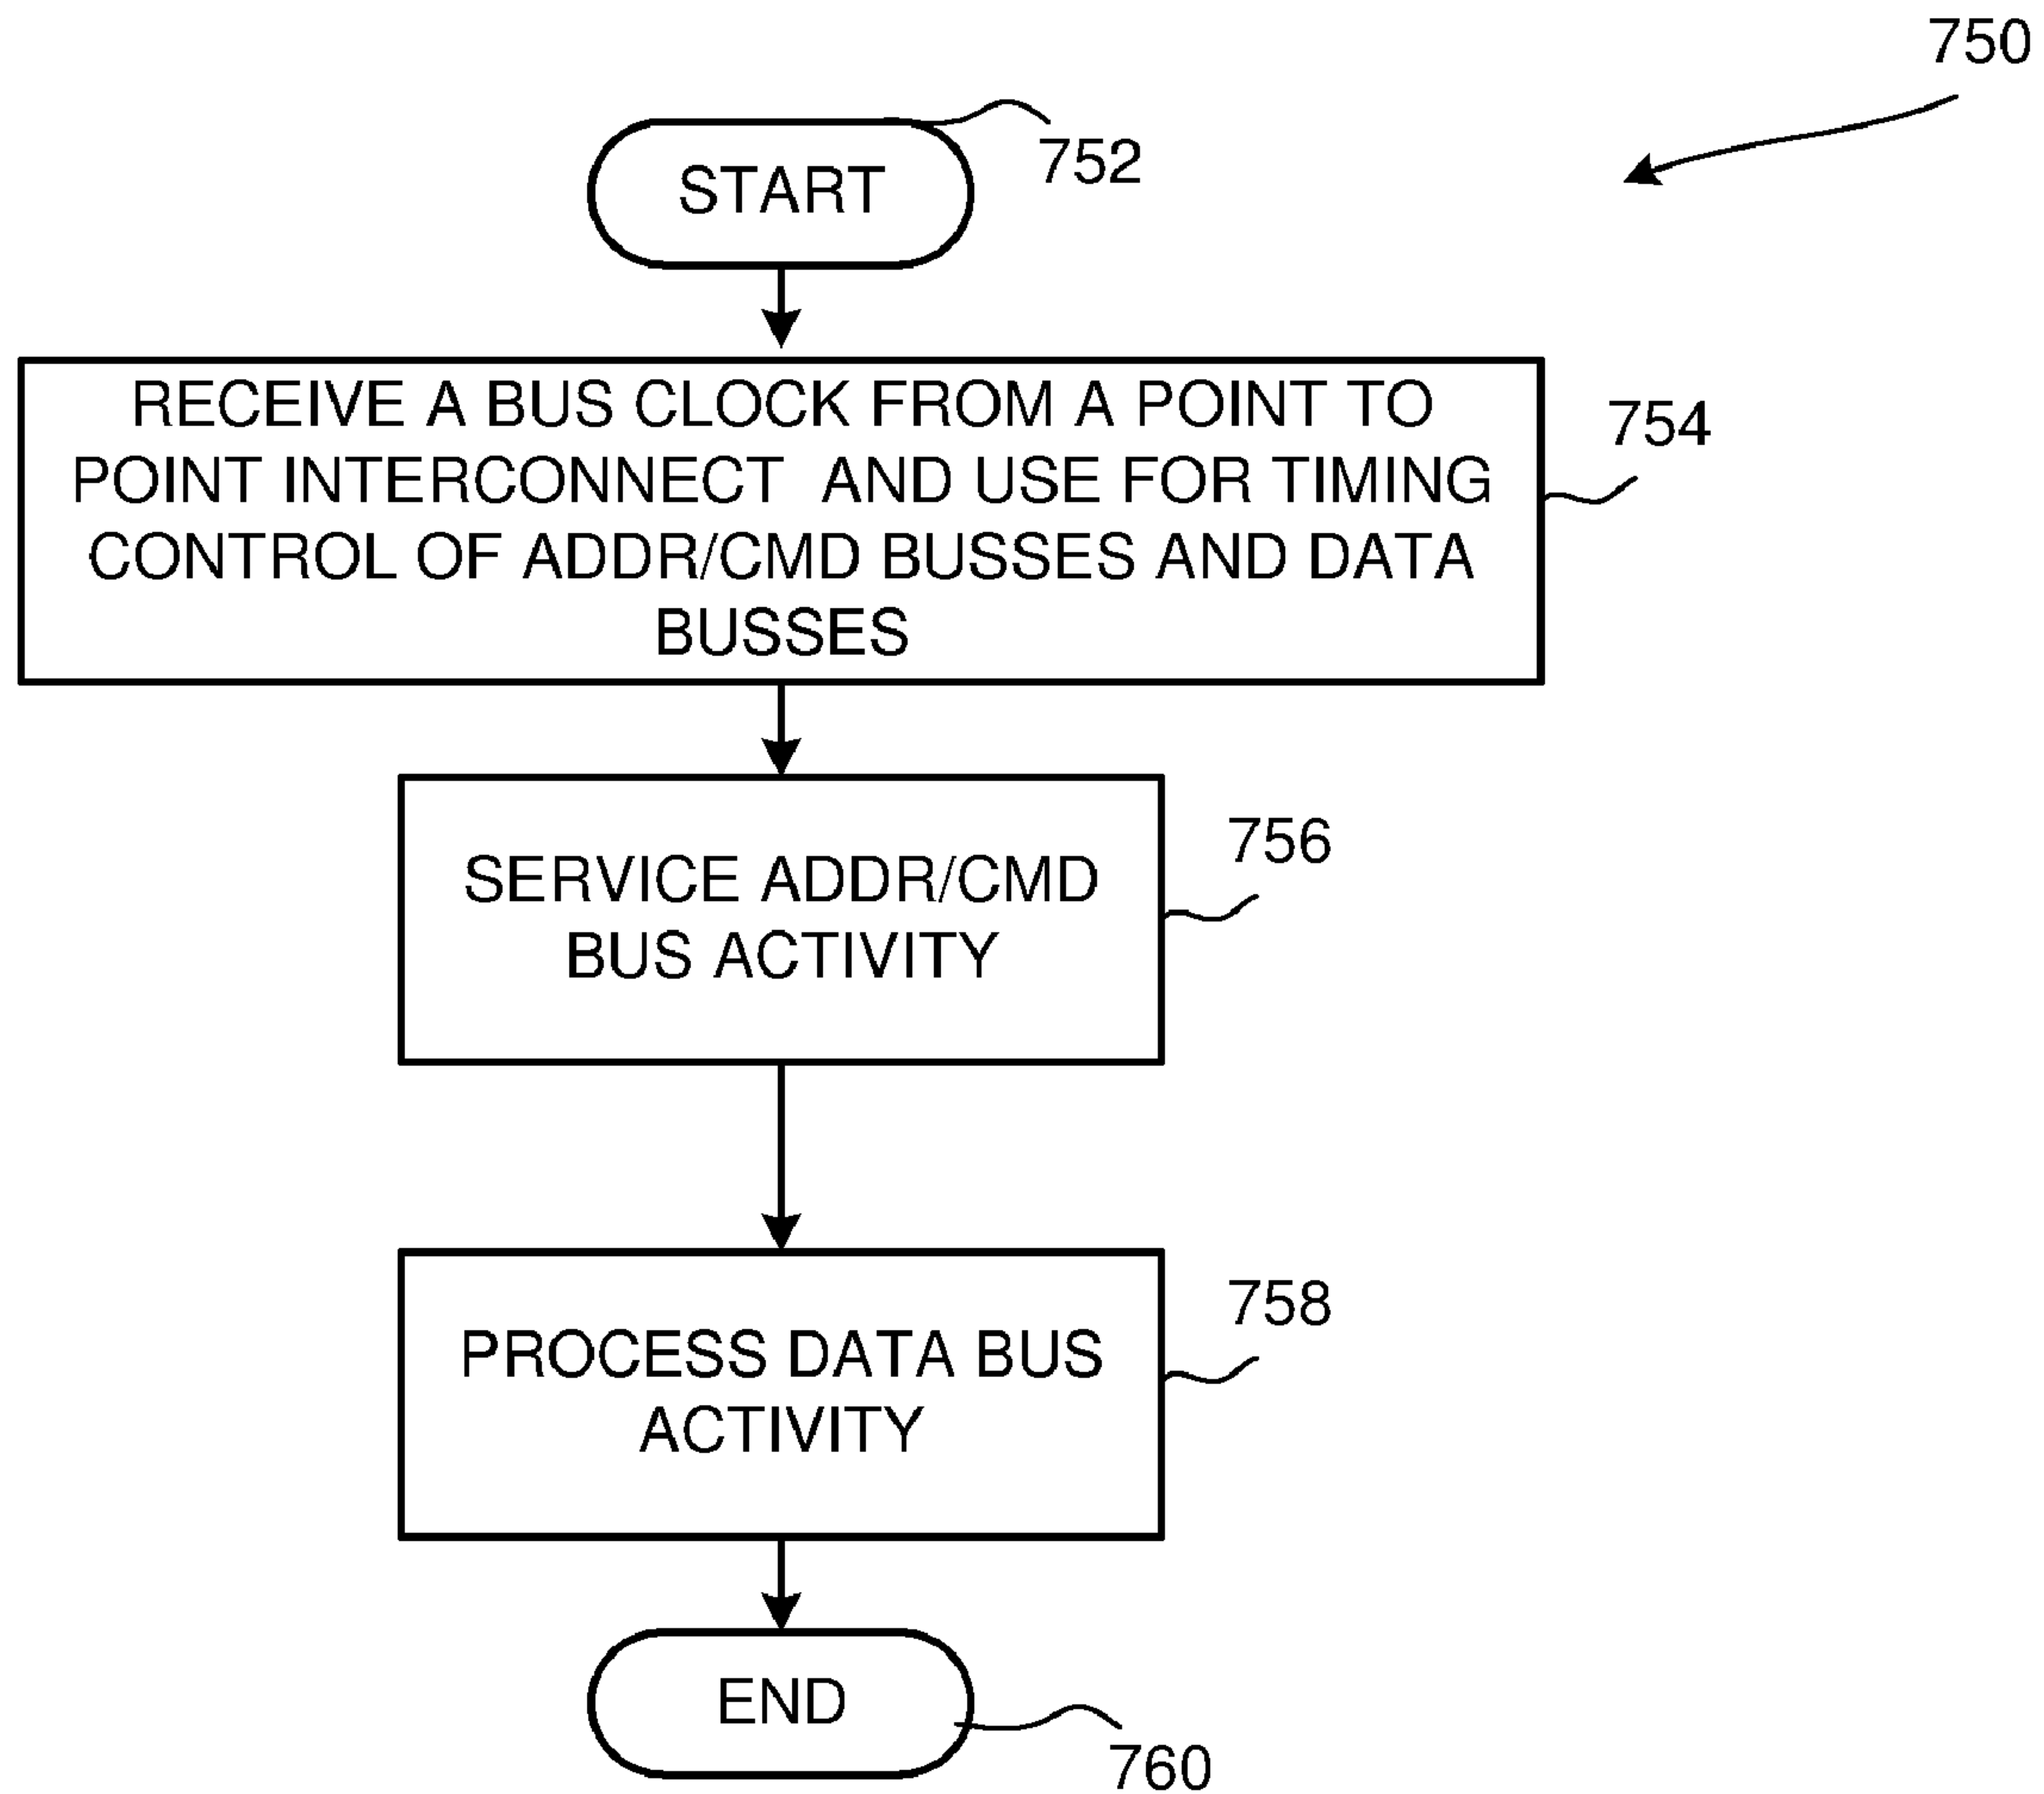 750
752
START
RECEIVE A BUS CLOCK FROM A POINT TO
POINT INTERCONNECT AND USE FOR TIMING
CONTROL OF ADDR/CMD BUSSES AND DATA
BUSSES
754
SERVICE ADDR/CMD
BUS ACTIVITY
756
PROCESS DATA BUS
ACTIVITY
758
END
760